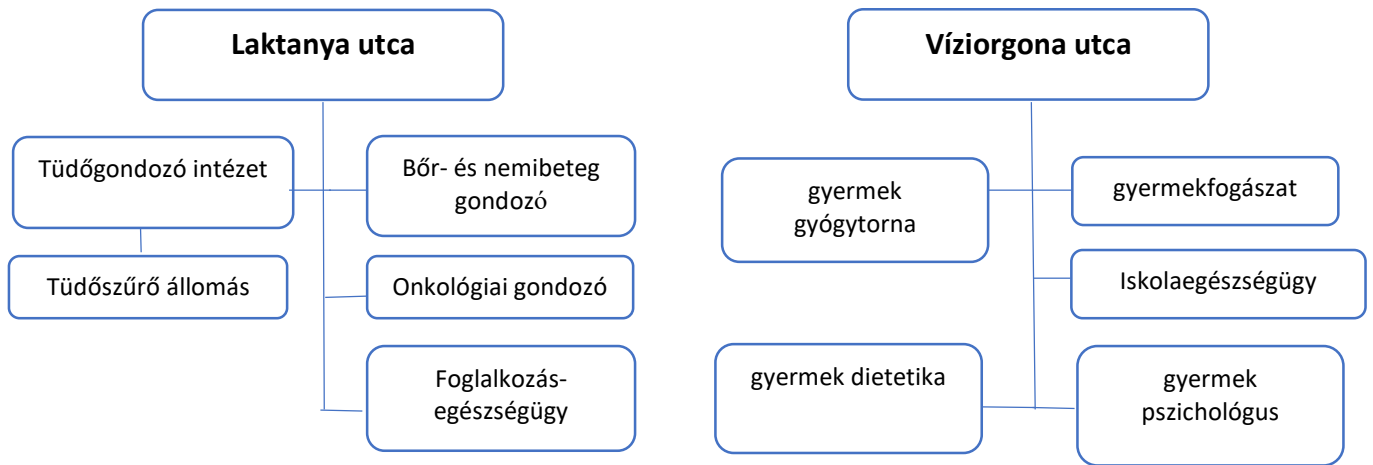 Laktanya utca
Tüdőgondozó intézet
Bőr- és nemibeteg
gondozó
Tüdőszűrő állomás
Onkológiai gondozó
Foglalkozás-
egészségügy
Víziorgona utca
gyermek
gyógytorna
gyermekfogászat
Iskolaegészségügy
gyermek dietetika
gyermek
pszichológus